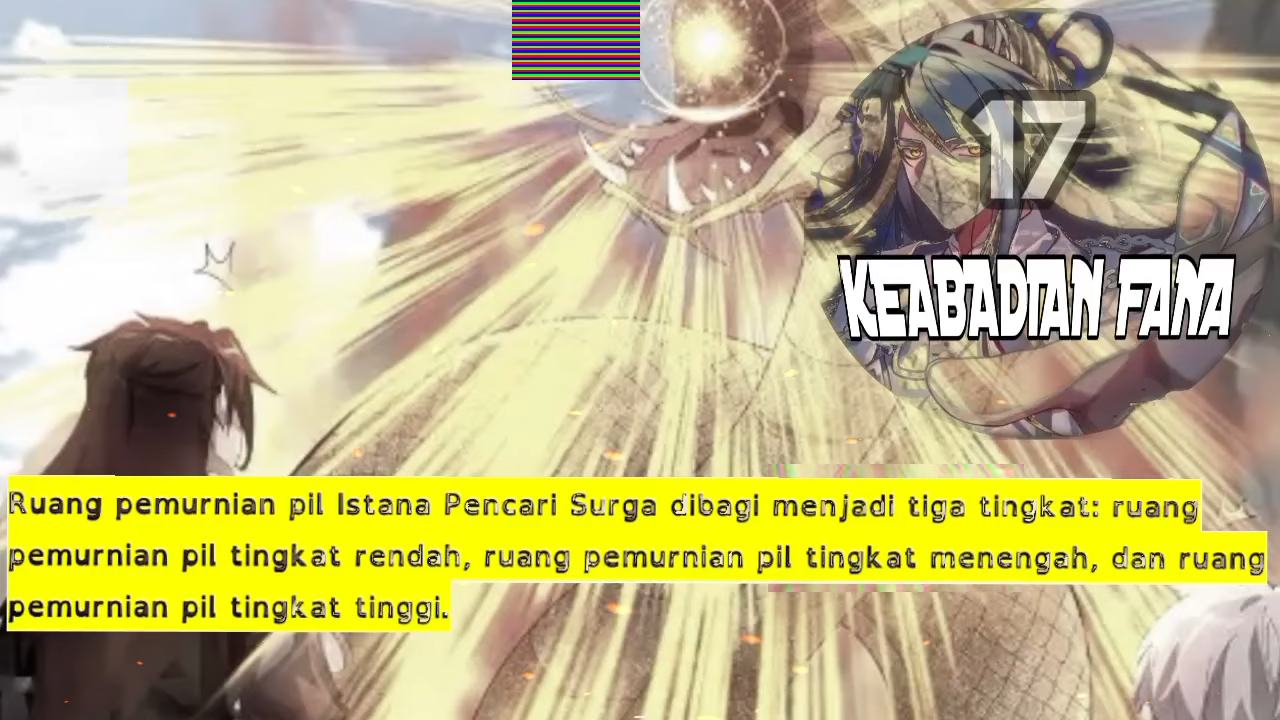 17
KEABADIAN FANA
Ruang pemurnian pil Istana Pencari Surga dibagi menjadi tiga tingkat: ruang
pemurnian pil tingkat rendah, ruang pemurnian pil tingkat menengah, dan ruang
pemurnian pil tingkat tinggi.